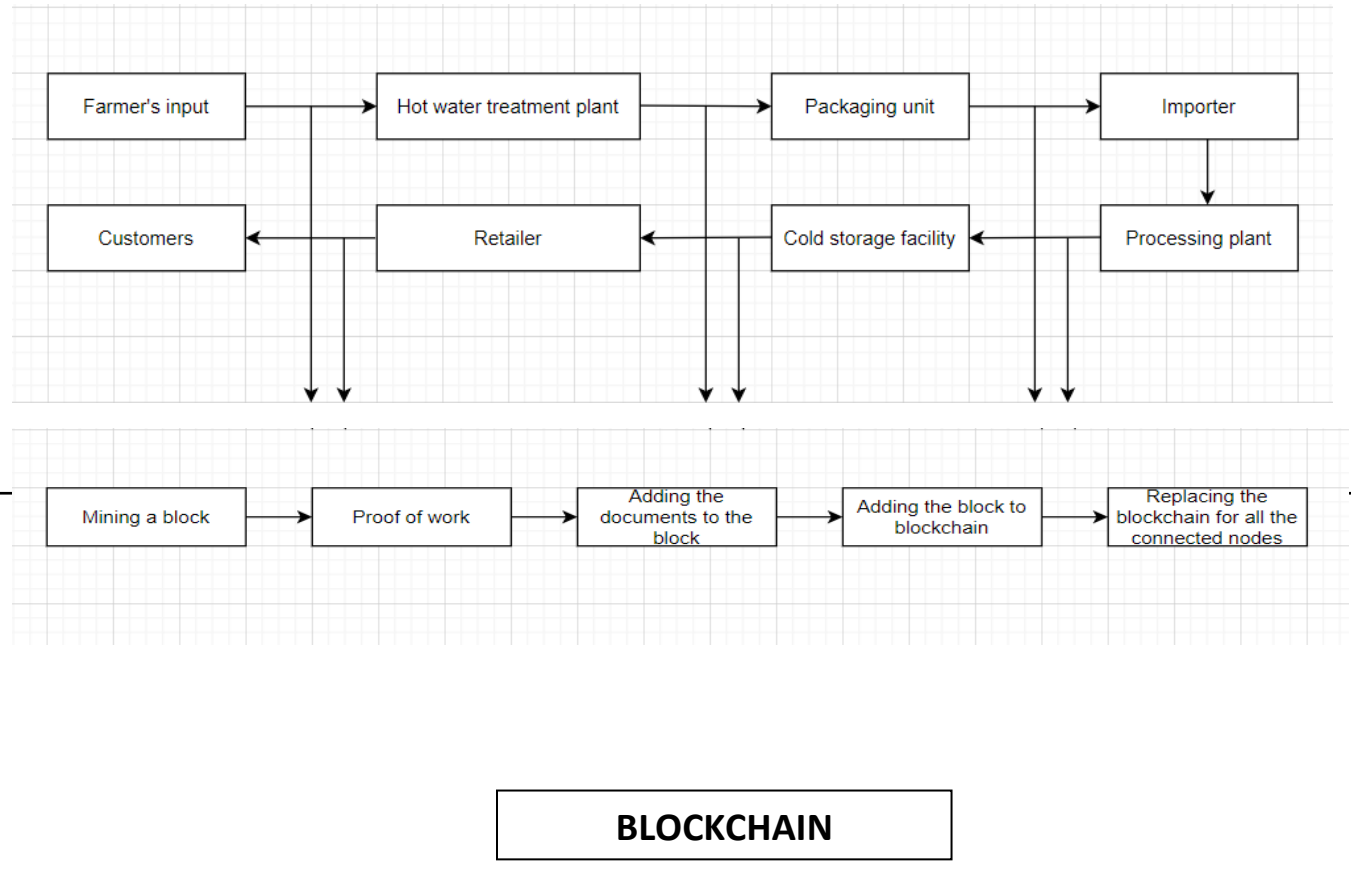 Farmer's input
Hot water treatment plant
Packaging unit
Importer
Customers
Retailer
Cold storage facility
Processing plant
Mining a block
Proof of work
Adding the
documents to the
block
Adding the block to
blockchain
Replacing the
blockchain for all the
connected nodes
BLOCKCHAIN